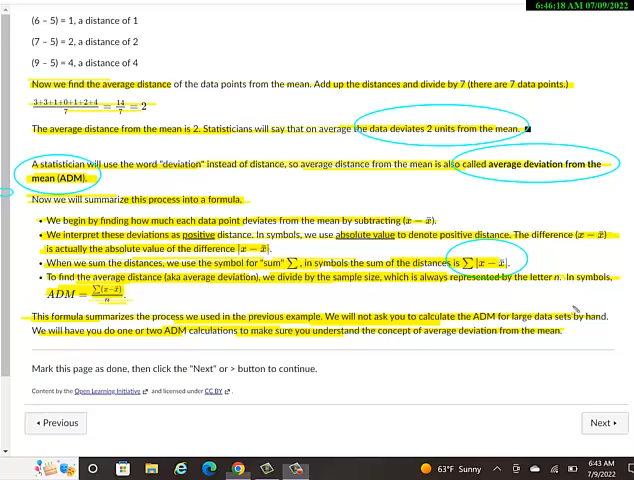 6:46:18 AM 07/09/2022
(6 – 5) = 1, a distance of 1
(7 – 5) = 2, a distance of 2
(9 – 5) = 4, a distance of 4
Now we find the average distance of the data points from the mean. Add up the distances and divide by 7 (there are 7 data points.)
3+3+1+0+1+2+4/7 = 14/7 = 2
The average distance from the mean is 2. Statisticians will say that on average the data deviates 2 units from the mean.
A statistician will use the word "deviation" instead of distance, so average distance from the mean is also called average deviation from the
mean (ADM).
Now we will summarize this process into a formula.
• We begin by finding how much each data point deviates from the mean by subtracting (x – x̄).
• We interpret these deviations as positive distance. In symbols, we use absolute value to denote positive distance. The difference (x – x̄)
is actually the absolute value of the difference |x – x̄|.
• When we sum the distances, we use the symbol for "sum" ∑, in symbols the sum of the distances is ∑ |x – x̄|.
• To find the average distance (aka average deviation), we divide by the sample size, which is always represented by the letter n. In symbols,
ADM = ∑(x–x̄)/n.
This formula summarizes the process we used in the previous example. We will not ask you to calculate the ADM for large data sets by hand.
We will have you do one or two ADM calculations to make sure you understand the concept of average deviation from the mean.
Mark this page as done, then click the "Next" or > button to continue.
Content by the Open Learning Initiative and licensed under CC BY.
◂ Previous
Next ▸
63°F Sunny
6:43 AM
7/9/2022